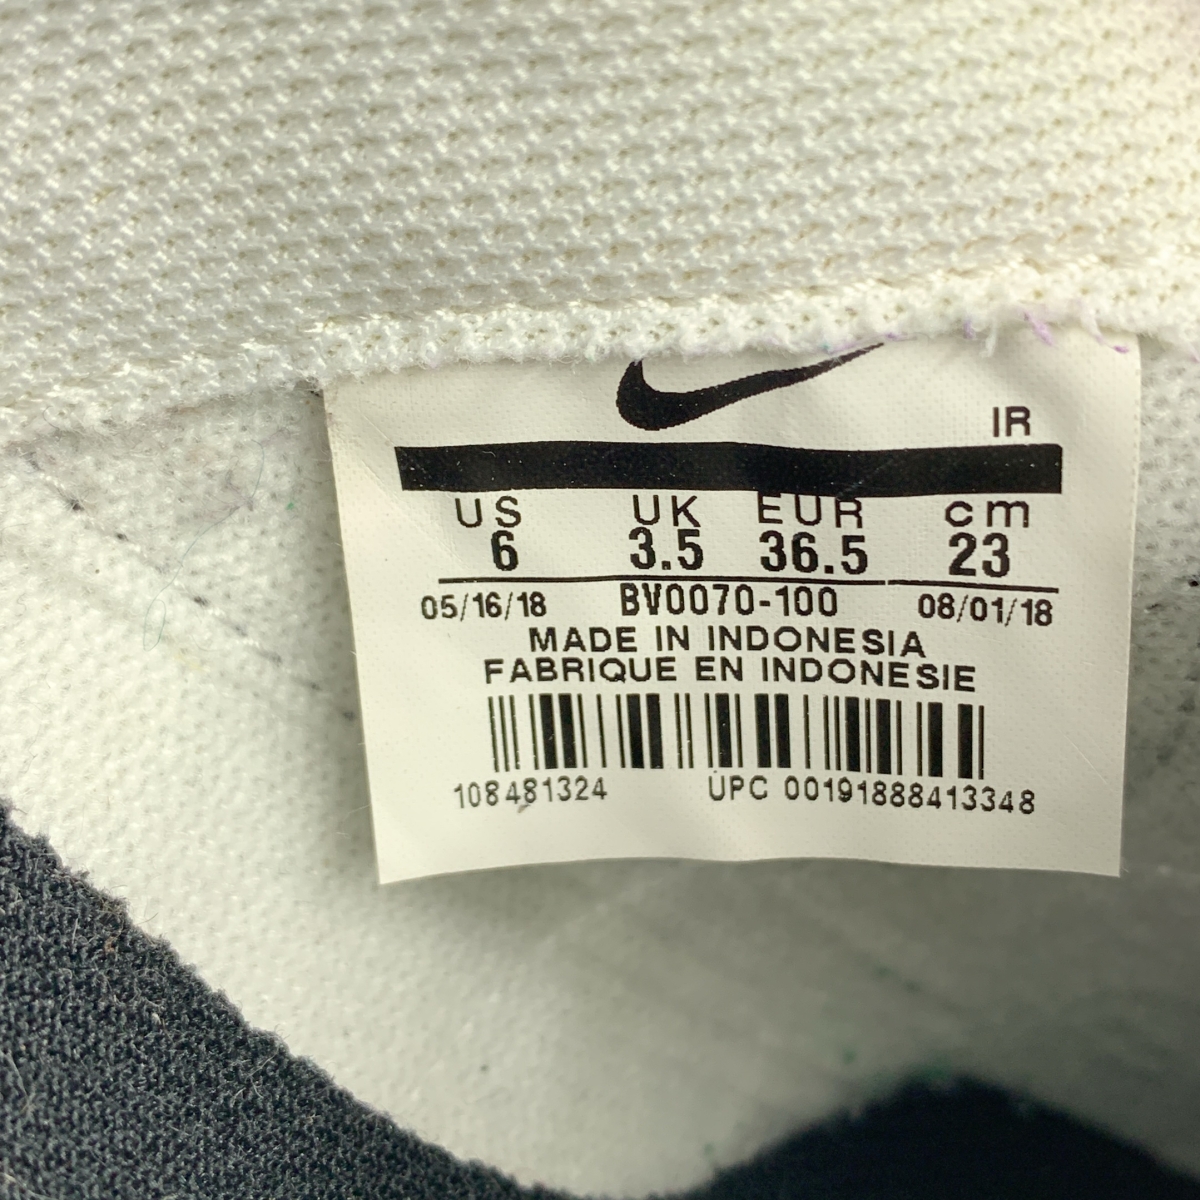 IR
US UK EUR cm
6 3.5 36.5 23
05/16/18 BV0070-100 08/01/18
MADE IN INDONESIA
FABRIQUE EN INDONESIE
108481324 UPC 00191888413348